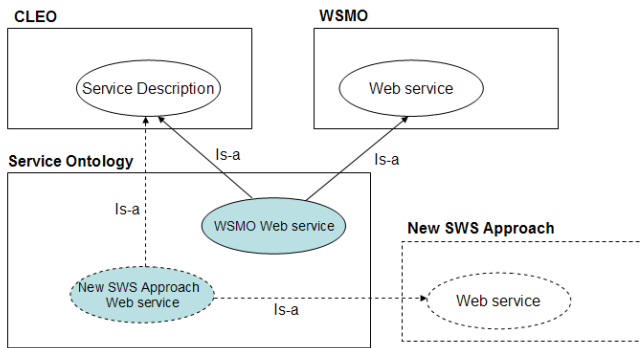 CLEO
WSMO
Service Description
Web service
Is-a
Is-a
Service Ontology
Is-a
WSMO Web service
New SWS Approach
New SWS Approach
Web service
Is-a
Web service